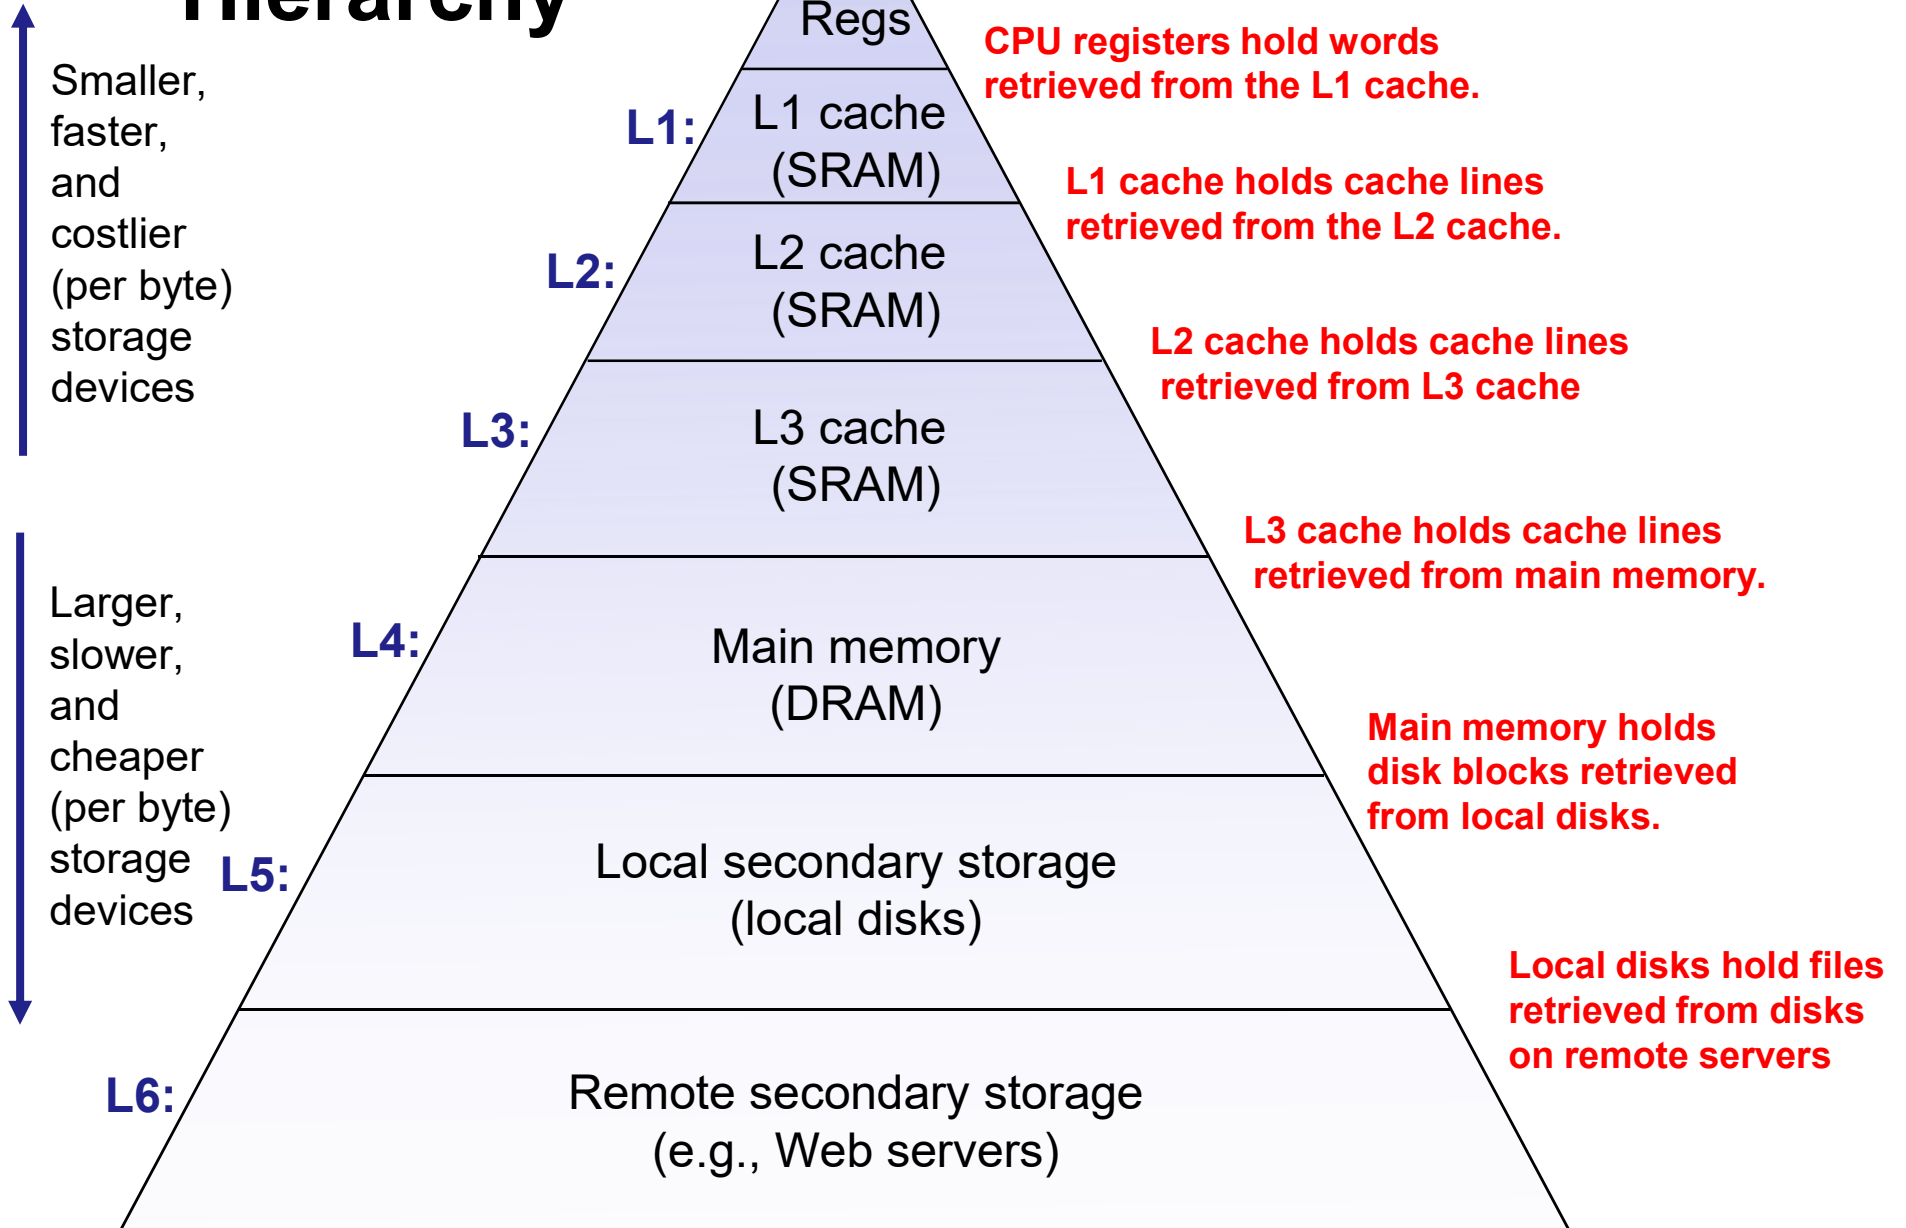 Hierarchy
Regs
CPU registers hold words
retrieved from the L1 cache.
Smaller,
faster,
and
costlier
(per byte)
storage
devices
L1:
L1 cache
(SRAM)
L1 cache holds cache lines
retrieved from the L2 cache.
L2:
L2 cache
(SRAM)
L2 cache holds cache lines
retrieved from L3 cache
L3:
L3 cache
(SRAM)
L3 cache holds cache lines
retrieved from main memory.
Larger,
slower,
and
cheaper
(per byte)
storage
devices
L4:
Main memory
(DRAM)
Main memory holds
disk blocks retrieved
from local disks.
L5:
Local secondary storage
(local disks)
Local disks hold files
retrieved from disks
on remote servers
L6:
Remote secondary storage
(e.g., Web servers)